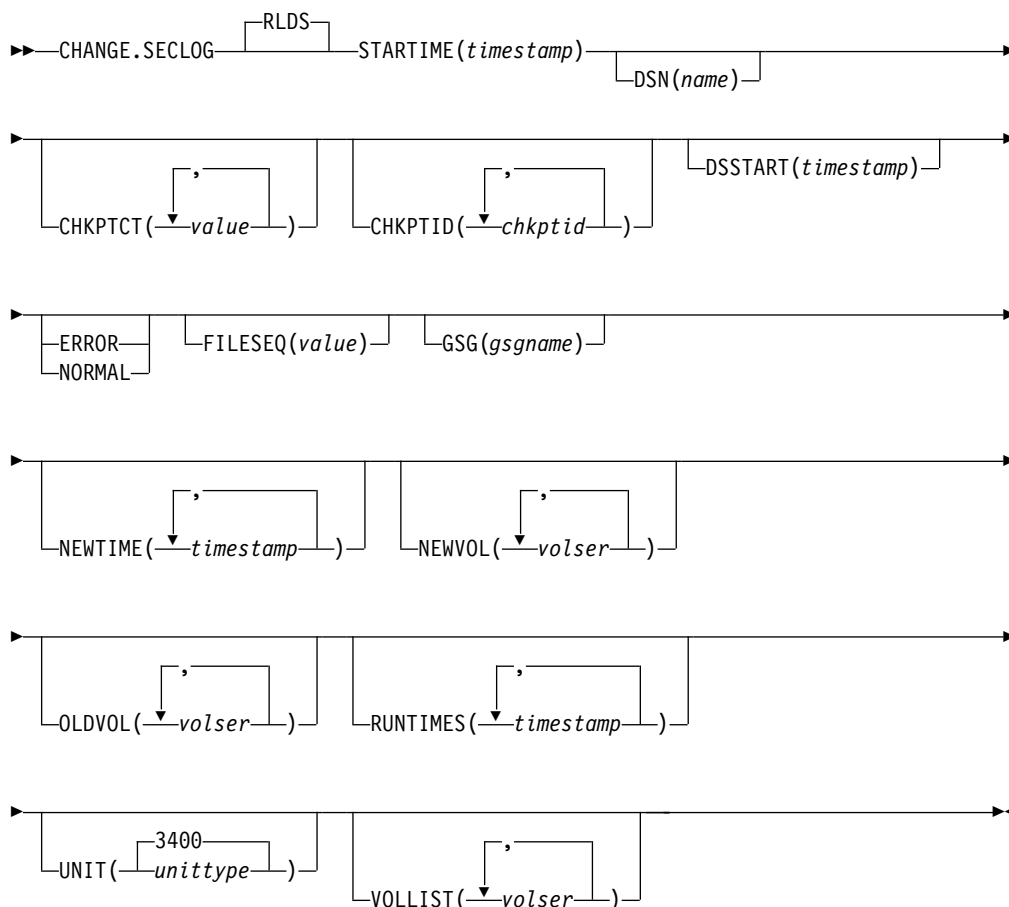 RLDS
CHANGE.SECLOG STARTIME(timestamp)
DSN(name)
, ,
DSSTART(timestamp)
CHKPTCT( value ) CHKPTID( chkptid )
ERROR FILESEQ(value) GSG(gsgname)
NORMAL
, ,
NEWTIME( timestamp ) NEWVOL( volser )
, ,
OLDVOL( volser ) RUNTIMES( timestamp )
3400 ,
UNIT( unittype )
VOLLIST( volser )